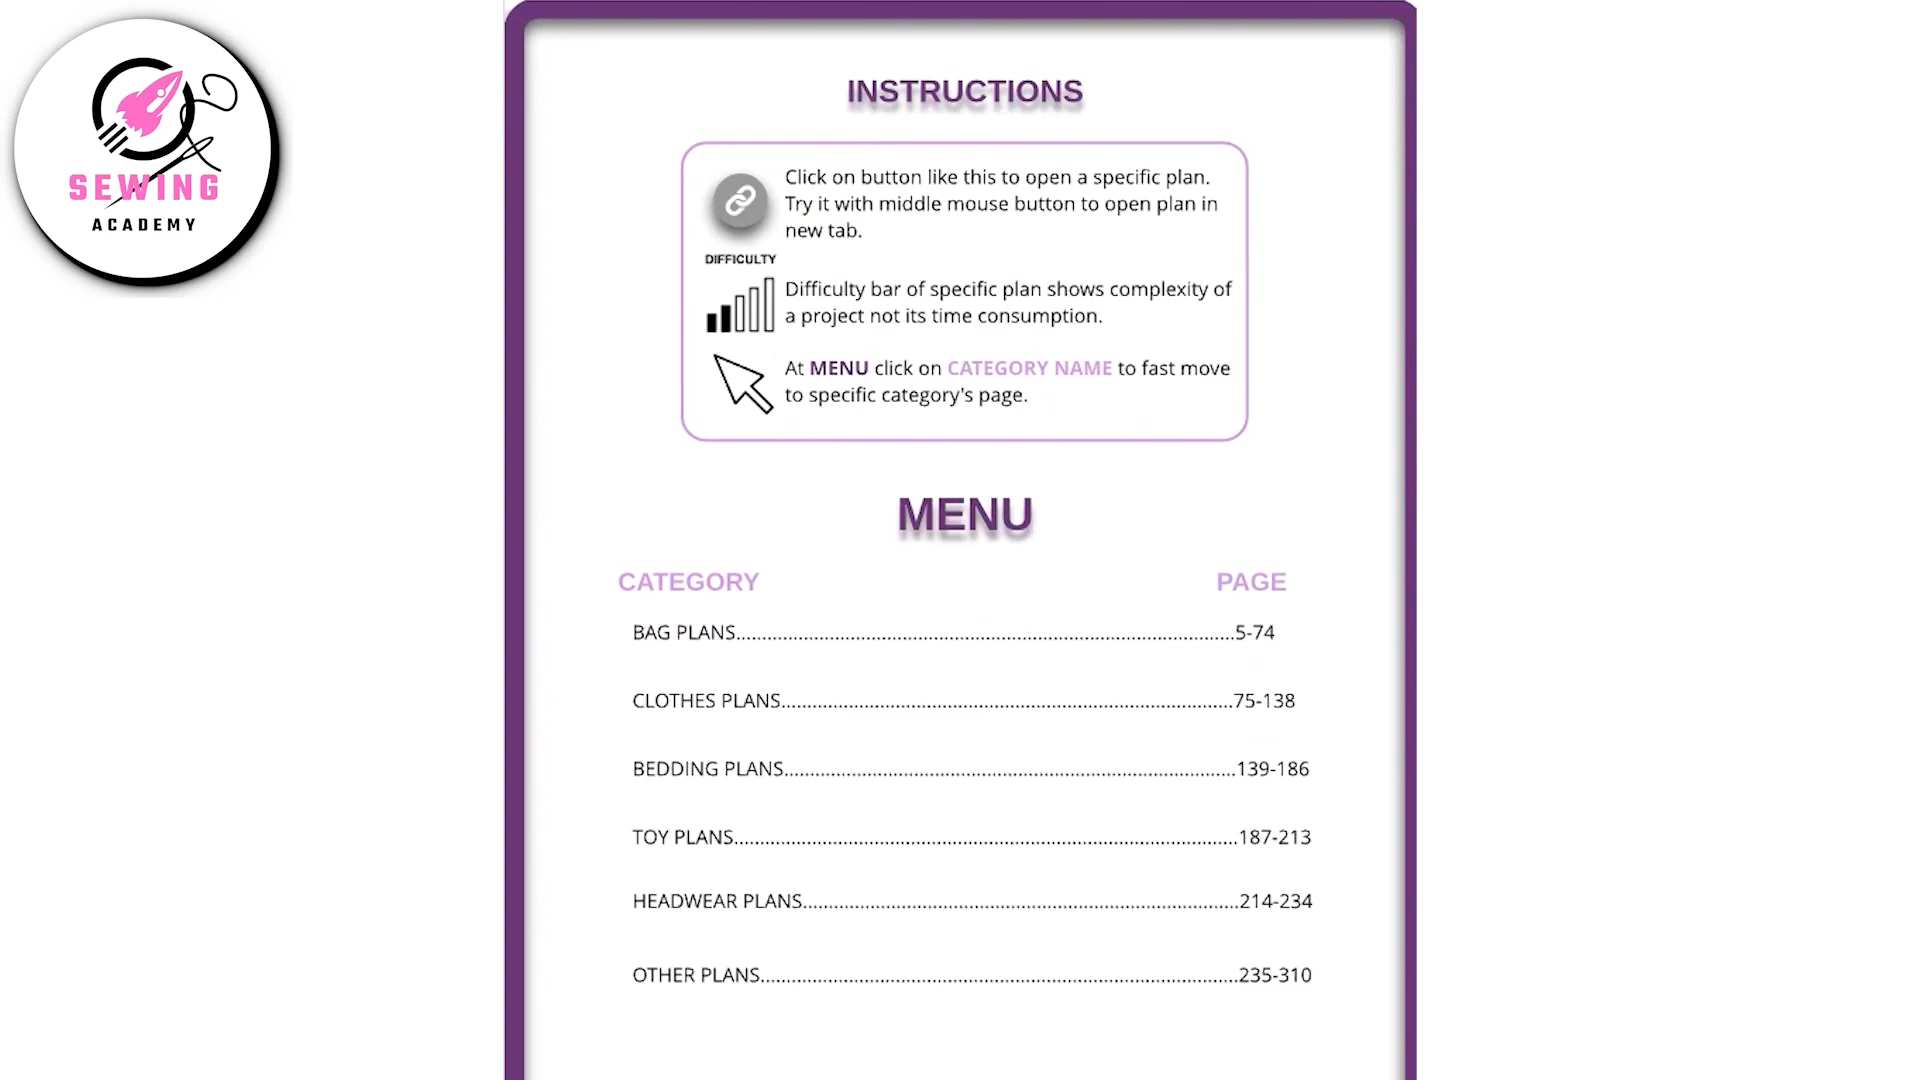 SEWING
ACADEMY
INSTRUCTIONS
Click on button like this to open a specific plan.
Try it with middle mouse button to open plan in
new tab.
DIFFICULTY
Difficulty bar of specific plan shows complexity of
a project not its time consumption.
At MENU click on CATEGORY NAME to fast move
to specific category's page.
MENU
CATEGORY PAGE
BAG PLANS....................................................................................................5-74
CLOTHES PLANS...........................................................................................75-138
BEDDING PLANS...........................................................................................139-186
TOY PLANS.....................................................................................................187-213
HEADWEAR PLANS.......................................................................................214-234
OTHER PLANS................................................................................................235-310